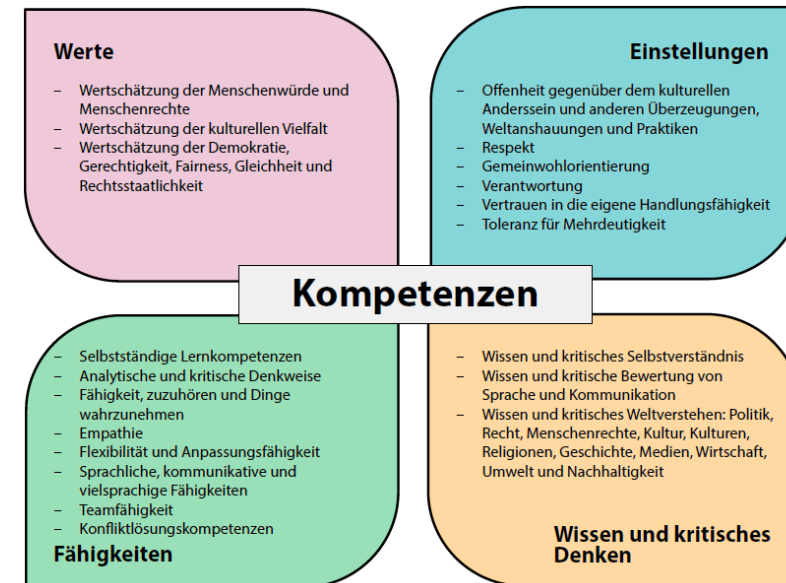 Werte
– Wertschätzung der Menschenwürde und
Menschenrechte
– Wertschätzung der kulturellen Vielfalt
– Wertschätzung der Demokratie,
Gerechtigkeit, Fairness, Gleichheit und
Rechtsstaatlichkeit
Einstellungen
– Offenheit gegenüber dem kulturellen
Anderssein und anderen Überzeugungen,
Weltanshauungen und Praktiken
– Respekt
– Gemeinwohlorientierung
– Verantwortung
– Vertrauen in die eigene Handlungsfähigkeit
– Toleranz für Mehrdeutigkeit
Kompetenzen
– Selbstständige Lernkompetenzen
– Analytische und kritische Denkweise
– Fähigkeit, zuzuhören und Dinge
wahrzunehmen
– Empathie
– Flexibilität und Anpassungsfähigkeit
– Sprachliche, kommunikative und
vielsprachige Fähigkeiten
– Teamfähigkeit
– Konfliktlösungskompetenzen
Fähigkeiten
– Wissen und kritisches Selbstverständnis
– Wissen und kritische Bewertung von
Sprache und Kommunikation
– Wissen und kritisches Weltverstehen: Politik,
Recht, Menschenrechte, Kultur, Kulturen,
Religionen, Geschichte, Medien, Wirtschaft,
Umwelt und Nachhaltigkeit
Wissen und kritisches
Denken